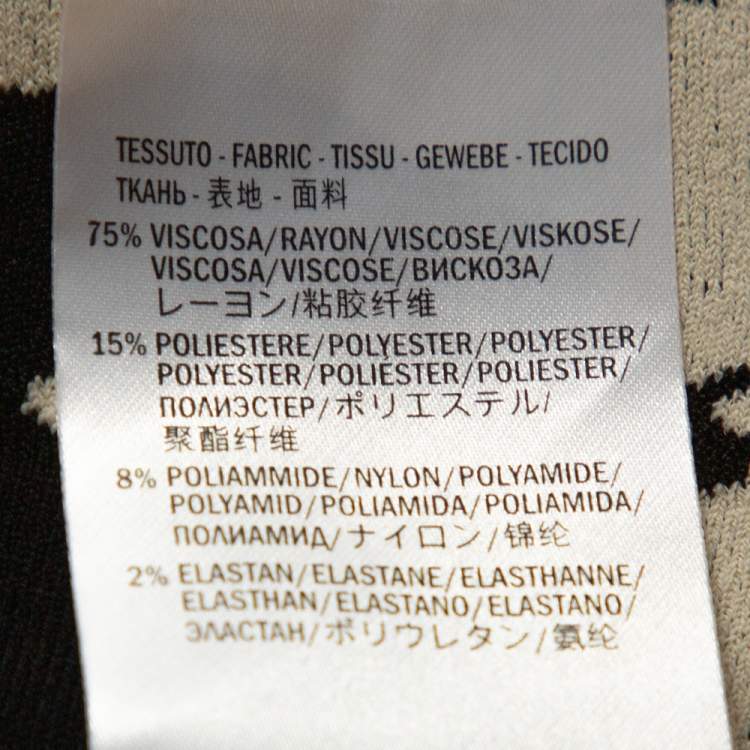 TESSUTO - FABRIC - TISSU - GEWEBE - TECIDO
ТКАНЬ - 表地 - 面料
75% VISCOSA/RAYON/VISCOSE/VISKOSE/
VISCOSA/VISCOSE/ВИСКОЗА/
レーヨン/粘胶纤维
15% POLIESTERE/POLYESTER/POLYESTER/
POLYESTER/POLIÉSTER/POLIESTER/
ПОЛИЭСТЕР/ポリエステル/
聚酯纤维
8% POLIAMMIDE/NYLON/POLYAMIDE/
POLYAMID/POLIAMIDA/POLIAMIDA/
ПОЛИАМИД/ナイロン/锦纶
2% ELASTAN/ELASTANE/ELASTHANNE/
ELASTHAN/ELASTANO/ELASTANO/
ЭЛАСТАН/ポリウレタン/氨纶